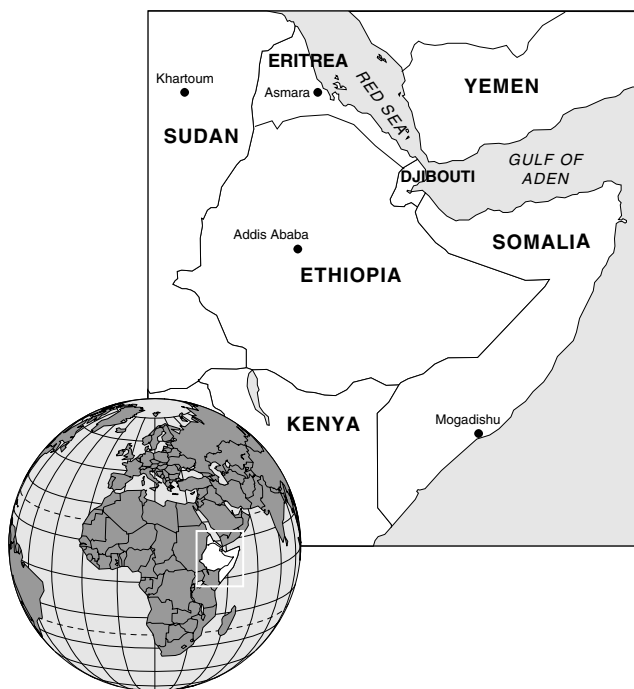 ERITREA
Khartoum
Asmara
RED SEA
YEMEN
SUDAN
GULF OF
ADEN
DJIBOUTI
Addis Ababa
SOMALIA
ETHIOPIA
KENYA
Mogadishu